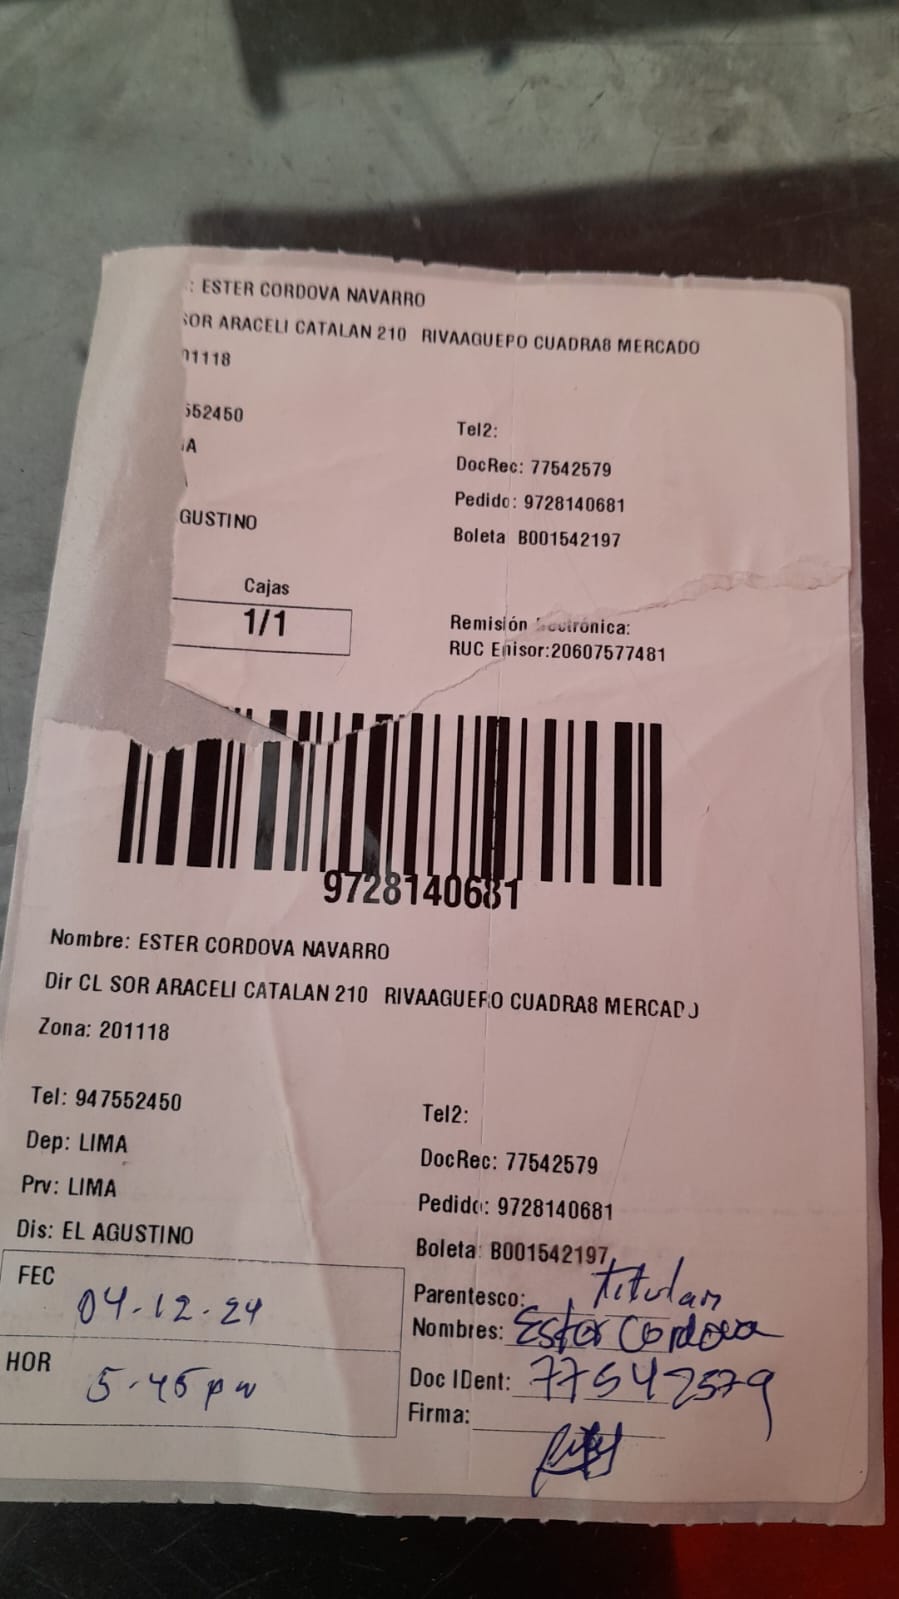 : ESTER CORDOVA NAVARRO
SOR ARACELI CATALAN 210 RIVAAGUERO CUADRA8 MERCADO
01118
552450
Tel2:
A
DocRec: 77542579
Pedido: 9728140681
GUSTINO
Boleta B001542197
Cajas
1/1
Remisión Electrónica:
RUC Emisor:20607577481
9728140681
Nombre: ESTER CORDOVA NAVARRO
Dir CL SOR ARACELI CATALAN 210 RIVAAGUERO CUADRA8 MERCADO
Zona: 201118
Tel: 947552450
Tel2:
Dep: LIMA
DocRec: 77542579
Prv: LIMA
Pedido: 9728140681
Dis: EL AGUSTINO
Boleta: B001542197
FEC 04-12-24
Parentesco: titular
Nombres: Ester Cordova
HOR 5-45 pm
Doc IDent: 77542579
Firma: